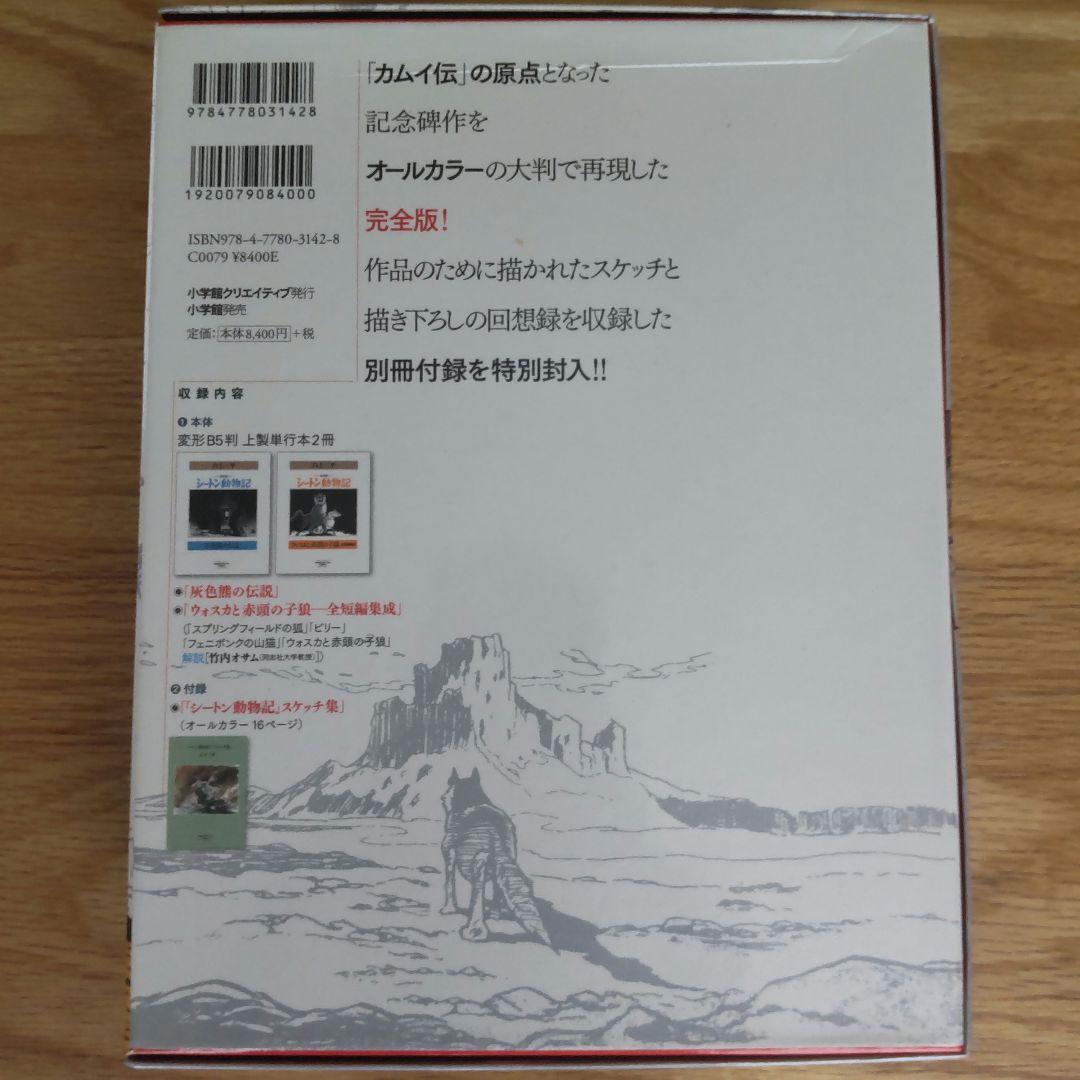 9784778031428
1920079084000
ISBN978-4-7780-3142-8
C0079 ¥8400E
小学館クリエイティブ発行
小学館発売
定価：本体8,400円＋税
「カムイ伝」の原点となった
記念碑作を
オールカラーの大判で再現した
完全版！
作品のために描かれたスケッチと
描き下ろしの回想録を収録した
別冊付録を特別封入!!
収録内容
❶本体
変形B5判 上製単行本2冊
シートン動物記
シートン動物記
◉「灰色熊の伝説」
◉「ウォスカと赤頭の子狼―全短編集成」
（「スプリングフィールドの狐」「ビリー」
「フェニボンクの山猫」「ウォスカと赤頭の子狼」
解説［竹内オサム（同志社大学教授）］）
❷付録
◉「『シートン動物記』スケッチ集」
（オールカラー 16ページ）